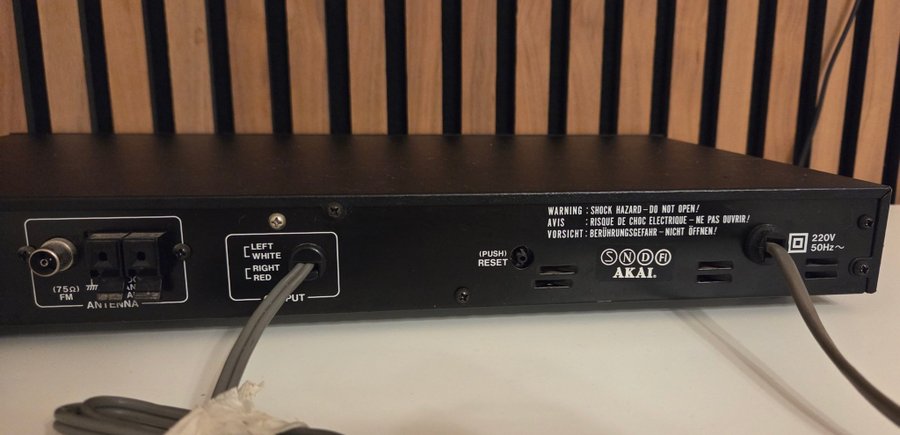 (75Ω)
FM
ANTENNA
LEFT
WHITE
RIGHT
RED
(PUSH)
RESET
WARNING : SHOCK HAZARD – DO NOT OPEN!
AVIS : RISQUE DE CHOC ELECTRIQUE – NE PAS OUVRIR!
VORSICHT : BERÜHRUNGSGEFAHR – NICHT ÖFFNEN!
SNDFI
AKAI.
220V
50Hz~